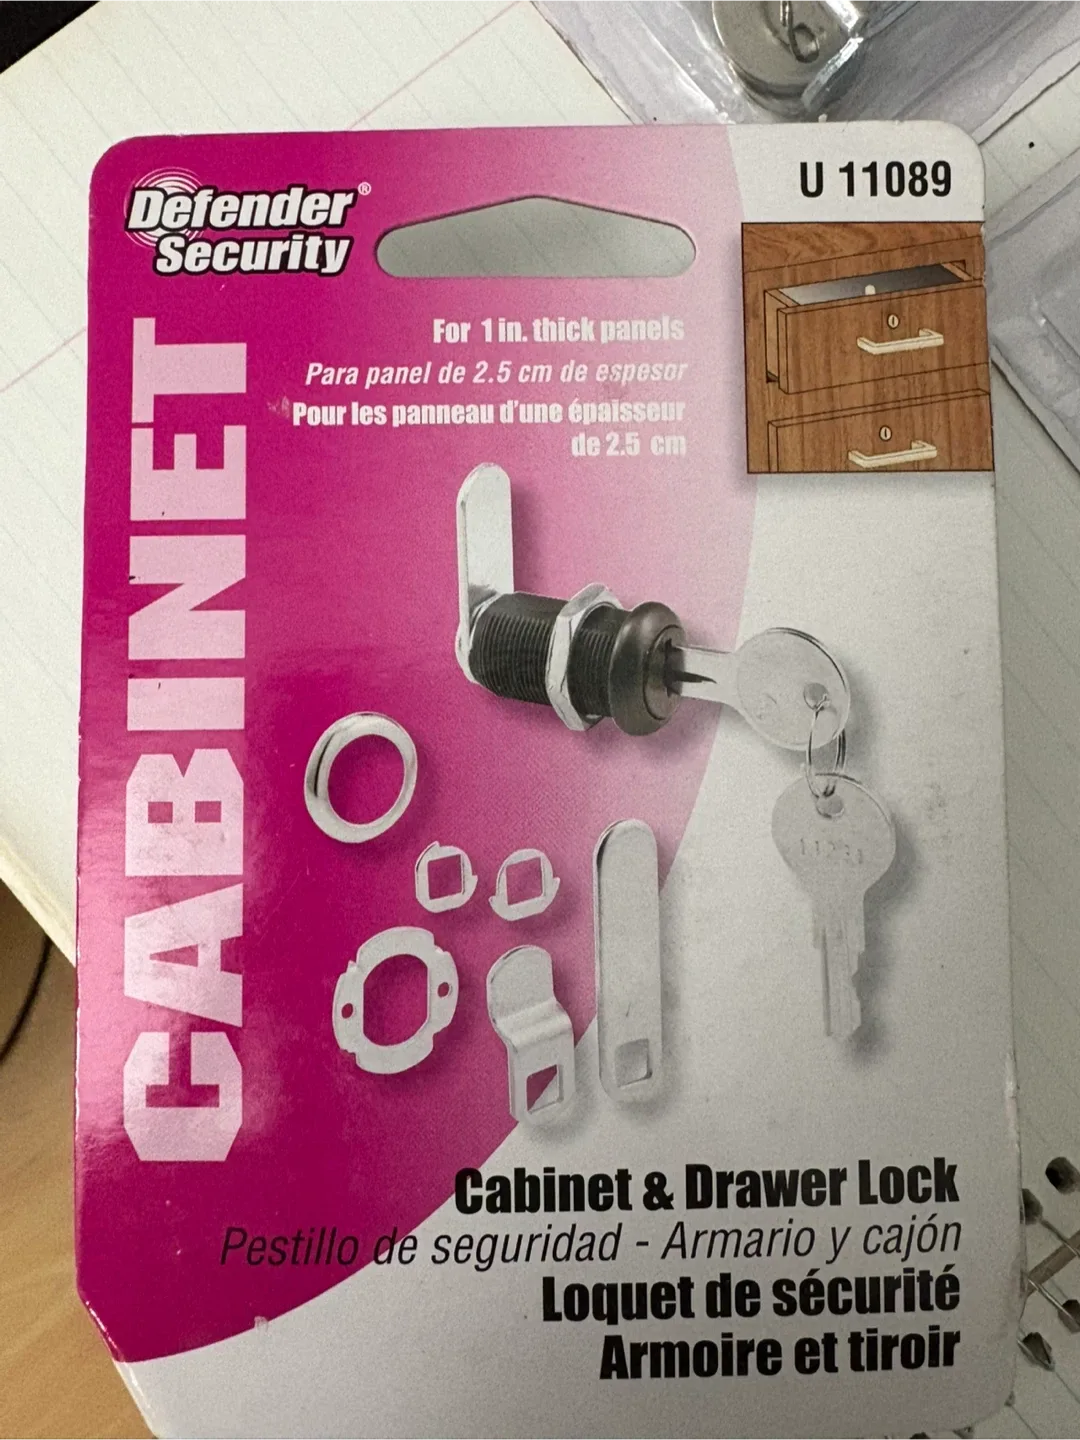 Defender®
Security
U 11089
For 1 in. thick panels
Para panel de 2.5 cm de espesor
Pour les panneau d'une épaisseur
de 2.5 cm
CABINET
Cabinet & Drawer Lock
Pestillo de seguridad - Armario y cajón
Loquet de sécurité
Armoire et tiroir